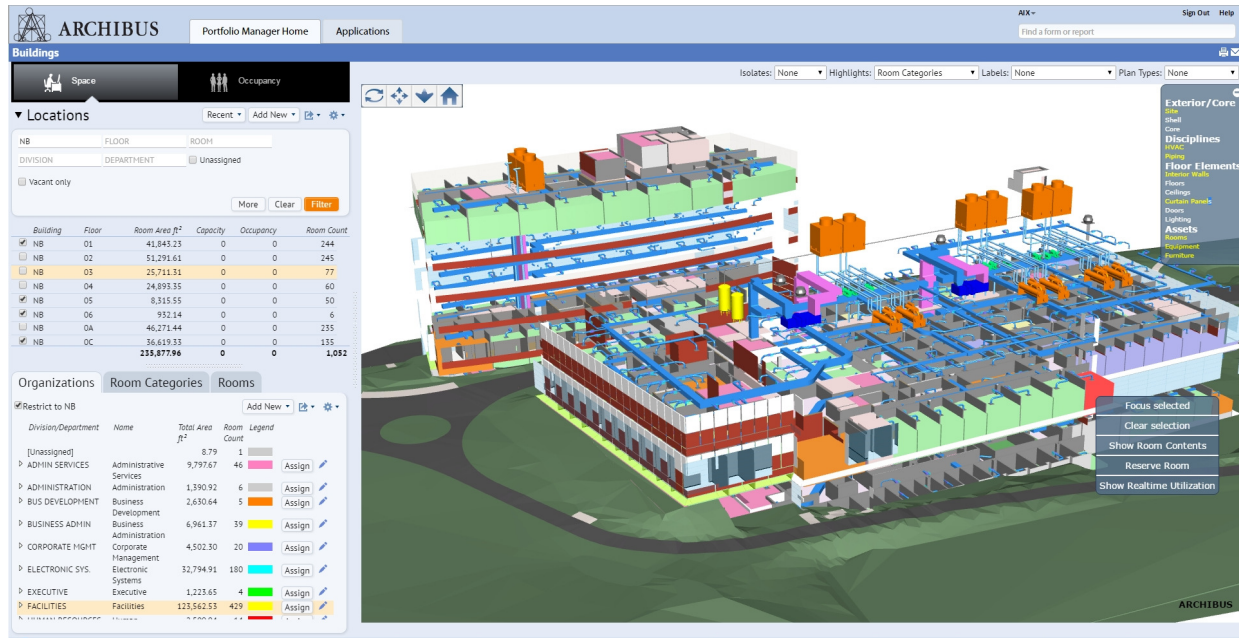 ARCHIBUS
Portfolio Manager Home
Applications
AIX
Sign Out
Help
Find a form or report
Buildings
Space
Occupancy
Isolates:
None
Highlights:
Room Categories
Labels:
None
Plan Types:
None
Locations
Recent
Add New
NB
FLOOR
ROOM
DIVISION
DEPARTMENT
Unassigned
Vacant only
More
Clear
Filter
Building Floor Room Area ft² Capacity Occupancy Room Count
NB 01 41,843.23 0 0 244
NB 02 51,291.61 0 0 245
NB 03 25,711.31 0 0 77
NB 04 24,893.35 0 0 60
NB 05 8,315.55 0 0 50
NB 06 932.14 0 0 6
NB 0A 46,271.44 0 0 235
NB 0C 36,619.33 0 0 135
235,877.96 0 0 1,052
Organizations
Room Categories
Rooms
Restrict to NB
Add New
Division/Department Name Total Area Room Legend
ft² Count
[Unassigned] 8.79 1
ADMIN SERVICES Administrative 9,797.67 46 Assign
Services
ADMINISTRATION Administration 1,390.92 6 Assign
BUS DEVELOPMENT Business 2,630.64 5 Assign
Development
BUSINESS ADMIN Business 6,961.37 39 Assign
Administration
CORPORATE MGMT Corporate 4,502.30 20 Assign
Management
ELECTRONIC SYS. Electronic 32,794.91 180 Assign
Systems
EXECUTIVE Executive 1,223.65 4 Assign
FACILITIES Facilities 123,562.53 429 Assign
Exterior/Core
Site
Shell
Core
Disciplines
HVAC
Piping
Floor Elements
Interior Walls
Floors
Ceilings
Curtain Panels
Doors
Lighting
Assets
Rooms
Equipment
Furniture
Focus selected
Clear selection
Show Room Contents
Reserve Room
Show Realtime Utilization
ARCHIBUS